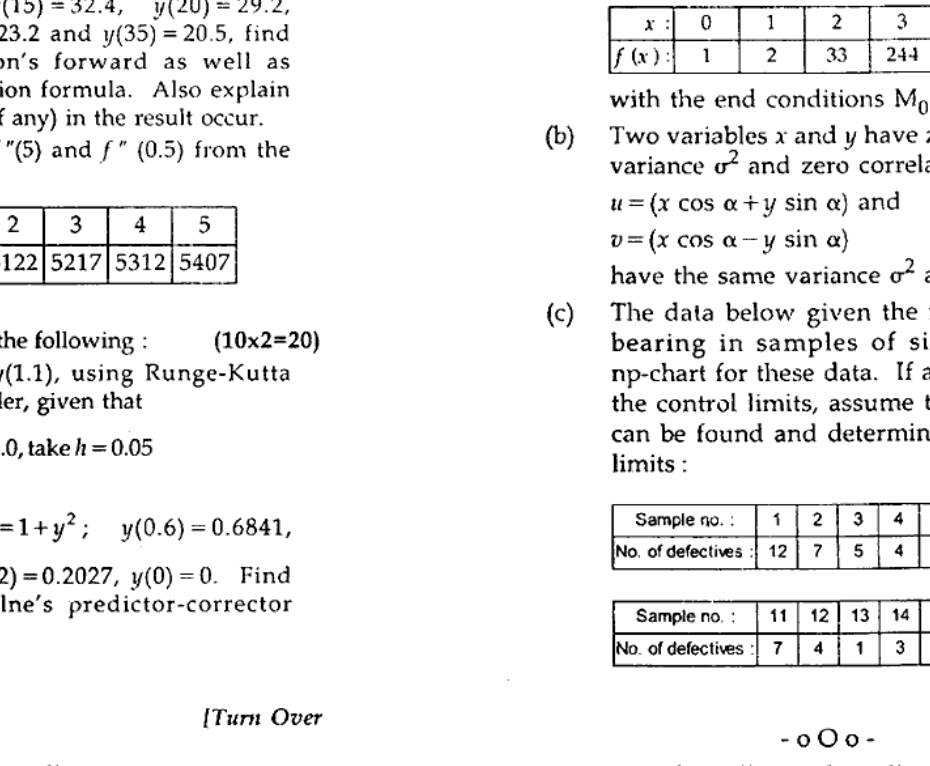 (15) = 32.4, y(20) = 29.2,
23.2 and y(35) = 20.5, find
on's forward as well as
ion formula. Also explain
f any) in the result occur.
"(5) and f" (0.5) from the
2 3 4 5
122 5217 5312 5407
the following : (10x2=20)
y(1.1), using Runge-Kutta
ler, given that
.0, take h = 0.05
= 1 + y²; y(0.6) = 0.6841,
2) = 0.2027, y(0) = 0. Find
lne's predictor-corrector
[Turn Over
x : 0 1 2 3
f (x) : 1 2 33 244
with the end conditions M₀
(b) Two variables x and y have
variance σ² and zero correla
u = (x cos α + y sin α) and
v = (x cos α − y sin α)
have the same variance σ² a
(c) The data below given the
bearing in samples of si
np-chart for these data. If a
the control limits, assume t
can be found and determin
limits :
Sample no. : 1 2 3 4
No. of defectives : 12 7 5 4
Sample no. : 11 12 13 14
No. of defectives : 7 4 1 3
- o O o -